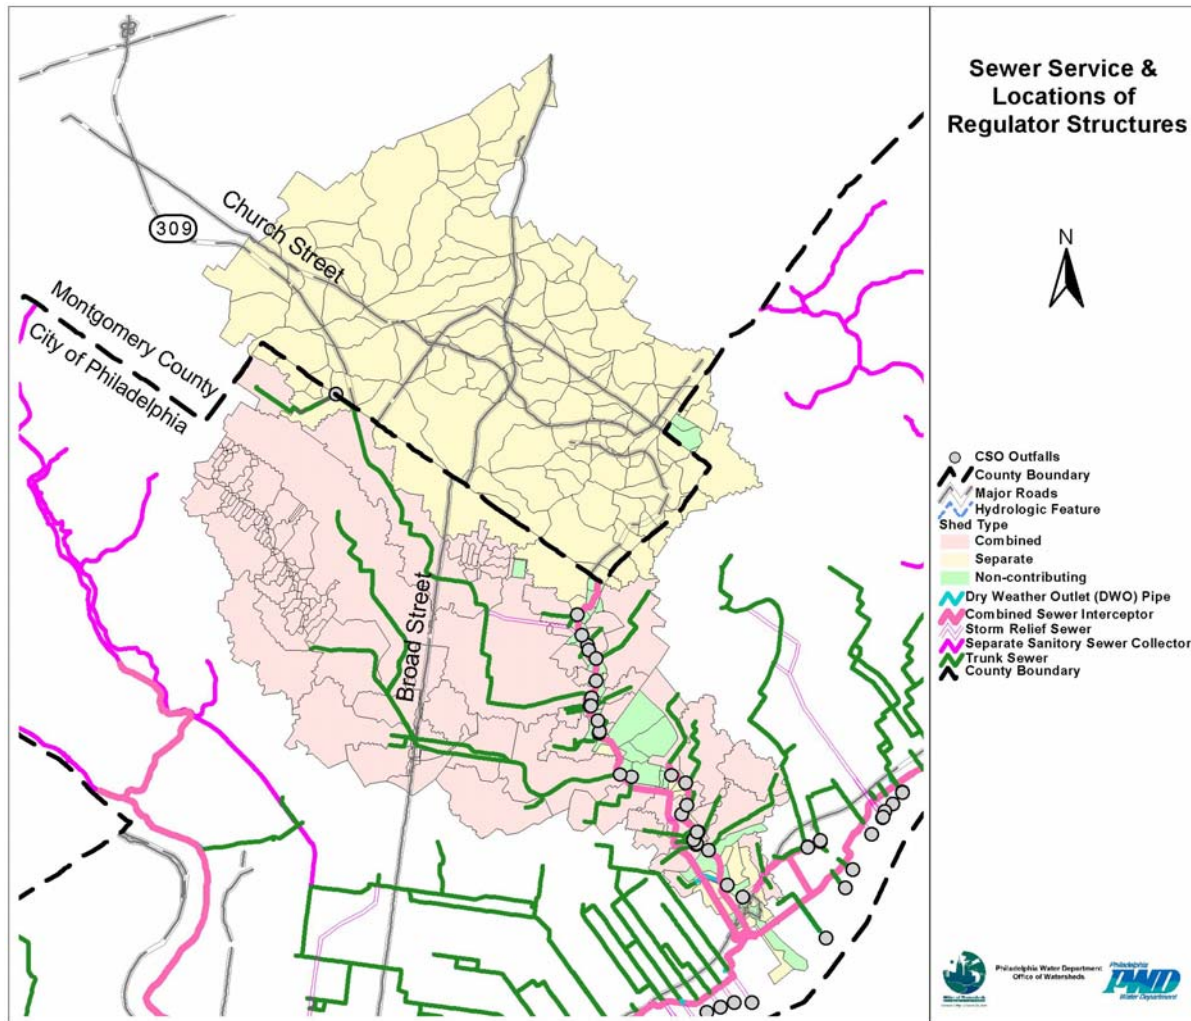 Sewer Service &
Locations of
Regulator Structures
N
309
Church Street
Montgomery County
City of Philadelphia
Broad Street
CSO Outfalls
County Boundary
Major Roads
Hydrologic Feature
Shed Type
Combined
Separate
Non-contributing
Dry Weather Outlet (DWO) Pipe
Combined Sewer Interceptor
Storm Relief Sewer
Separate Sanitory Sewer Collector
Trunk Sewer
County Boundary
Philadelphia Water Department
Office of Watersheds
Philadelphia
PWD
Water Department